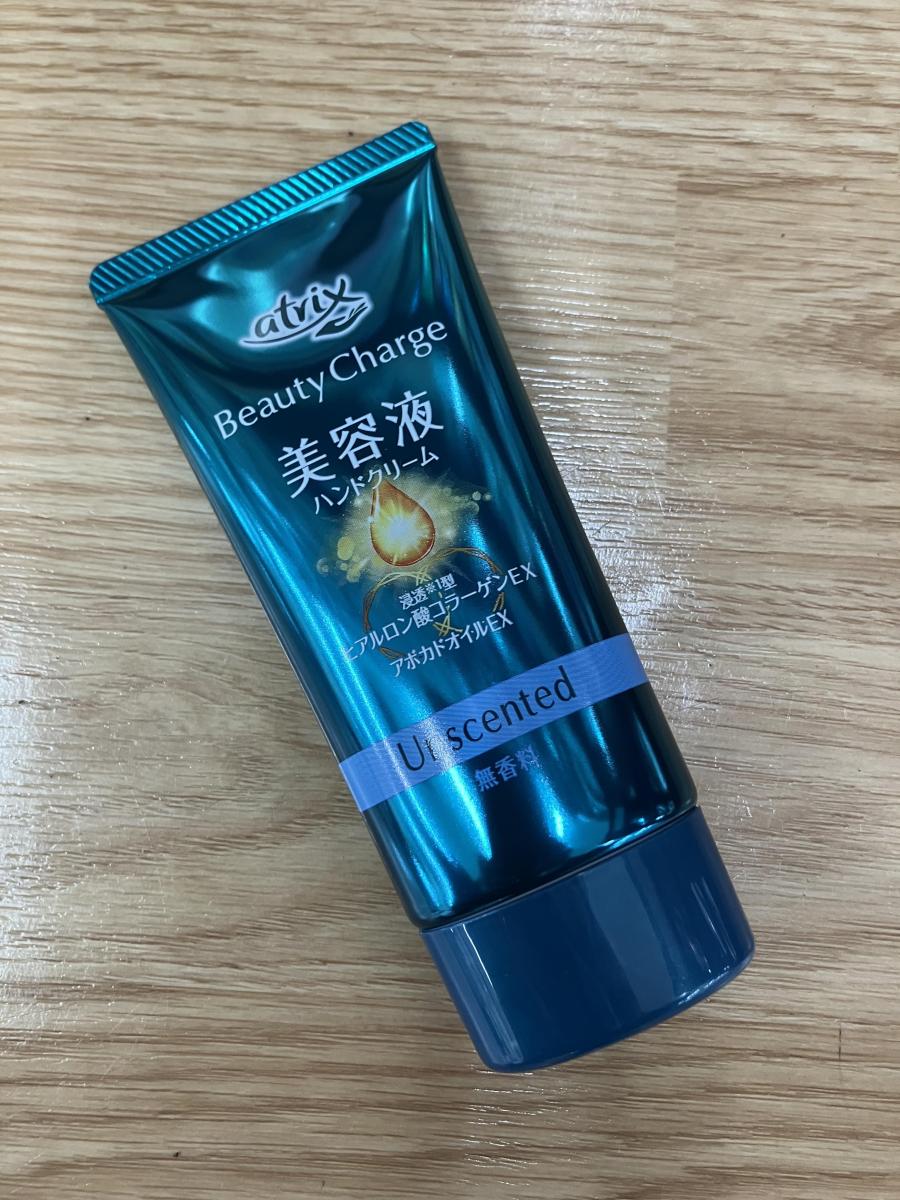 atrix
Beauty Charge
美容液
ハンドクリーム
浸透※1型
ヒアルロン酸コラーゲンEX
アボカドオイルEX
Unscented
無香料